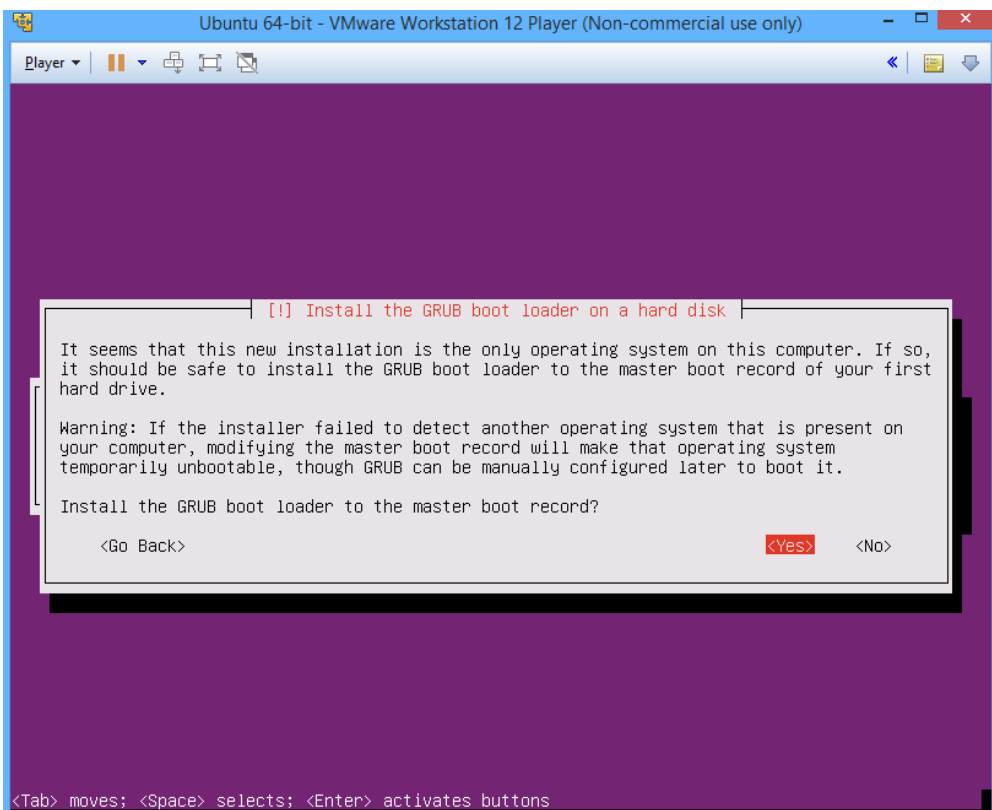 Ubuntu 64-bit - VMware Workstation 12 Player (Non-commercial use only)
Player
[!] Install the GRUB boot loader on a hard disk
It seems that this new installation is the only operating system on this computer. If so,
it should be safe to install the GRUB boot loader to the master boot record of your first
hard drive.
Warning: If the installer failed to detect another operating system that is present on
your computer, modifying the master boot record will make that operating system
temporarily unbootable, though GRUB can be manually configured later to boot it.
Install the GRUB boot loader to the master boot record?
<Go Back> <Yes> <No>
<Tab> moves; <Space> selects; <Enter> activates buttons